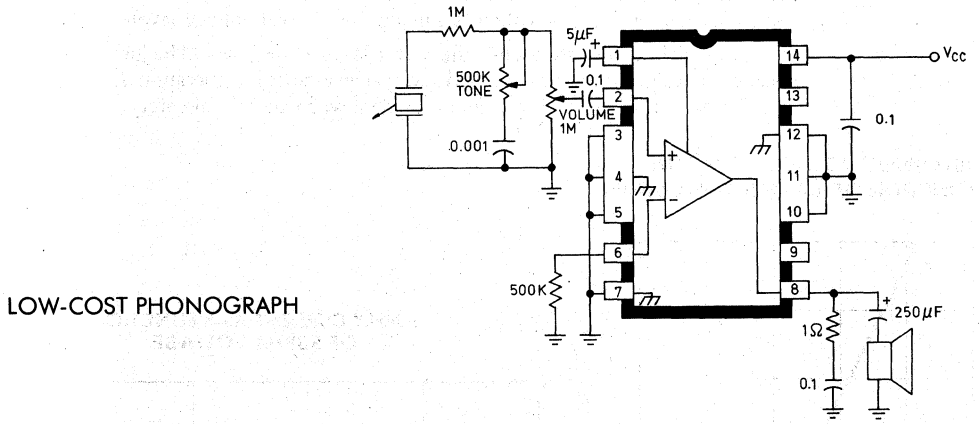 1M
5µF
+
1
14
VCC
500K
TONE
0.1
2
13
VOLUME
1M
0.1
3
12
.0.001
+
4
11
−
5
10
6
9
500K
7
8
+
250µF
1Ω
0.1
LOW-COST PHONOGRAPH